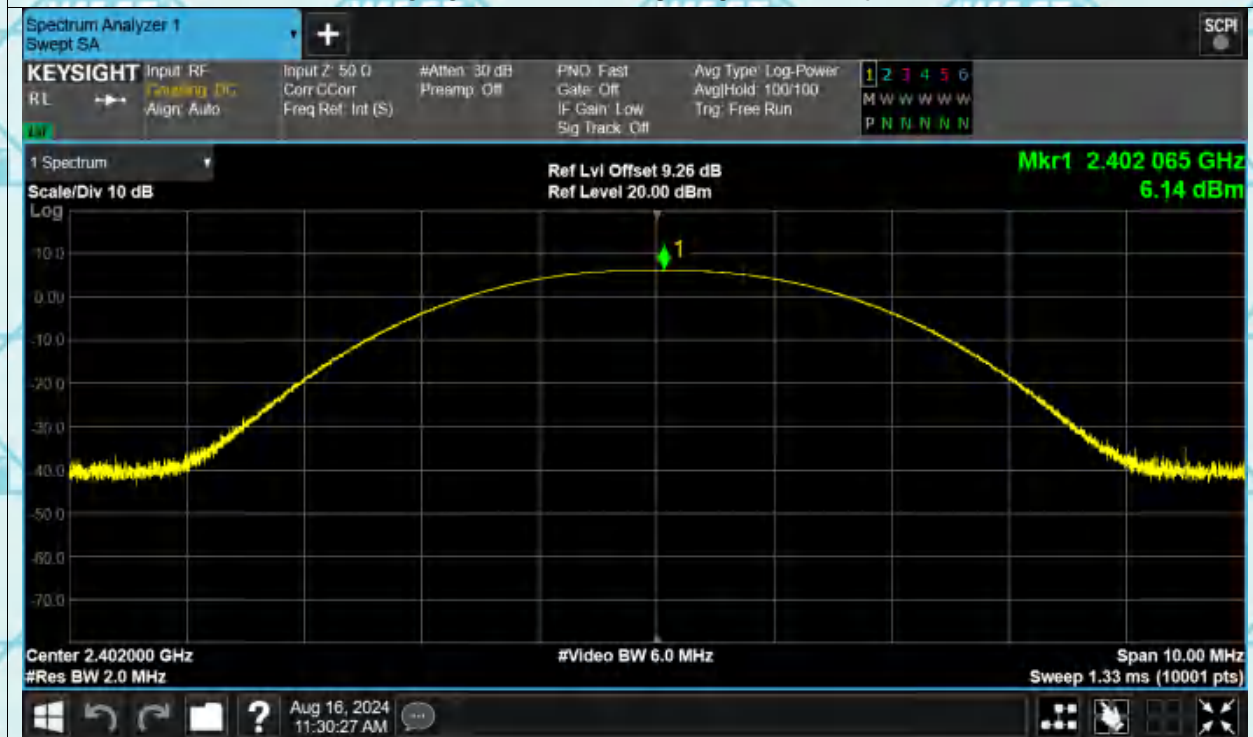 Spectrum Analyzer 1
Swept SA
SCPI
KEYSIGHT Input: RF
RL
Coupling: DC
Align: Auto
Input Z: 50 Ω
Corr CCorr
Freq Ref: Int (S)
#Atten: 30 dB
Preamp: Off
PNO: Fast
Gate: Off
IF Gain: Low
Sig Track: Off
Avg Type: Log-Power
Avg|Hold: 100/100
Trig: Free Run
1 2 3 4 5 6
M W W W W W
P N N N N N
1 Spectrum
Scale/Div 10 dB
Log
Ref Lvl Offset 9.26 dB
Ref Level 20.00 dBm
Mkr1 2.402 065 GHz
6.14 dBm
1
10.0
0.00
-10.0
-20.0
-30.0
-40.0
-50.0
-60.0
-70.0
Center 2.402000 GHz
#Res BW 2.0 MHz
#Video BW 6.0 MHz
Span 10.00 MHz
Sweep 1.33 ms (10001 pts)
?
Aug 16, 2024
11:30:27 AM